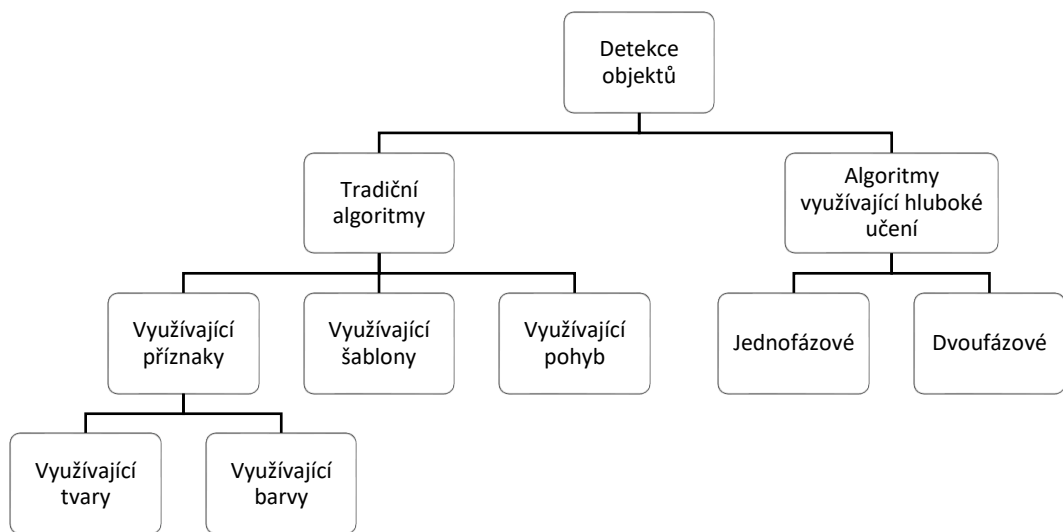 Detekce
objektů
Tradiční
algoritmy
Algoritmy
využívající hluboké
učení
Využívající
příznaky
Využívající
šablony
Využívající
pohyb
Jednofázové
Dvoufázové
Využívající
tvary
Využívající
barvy